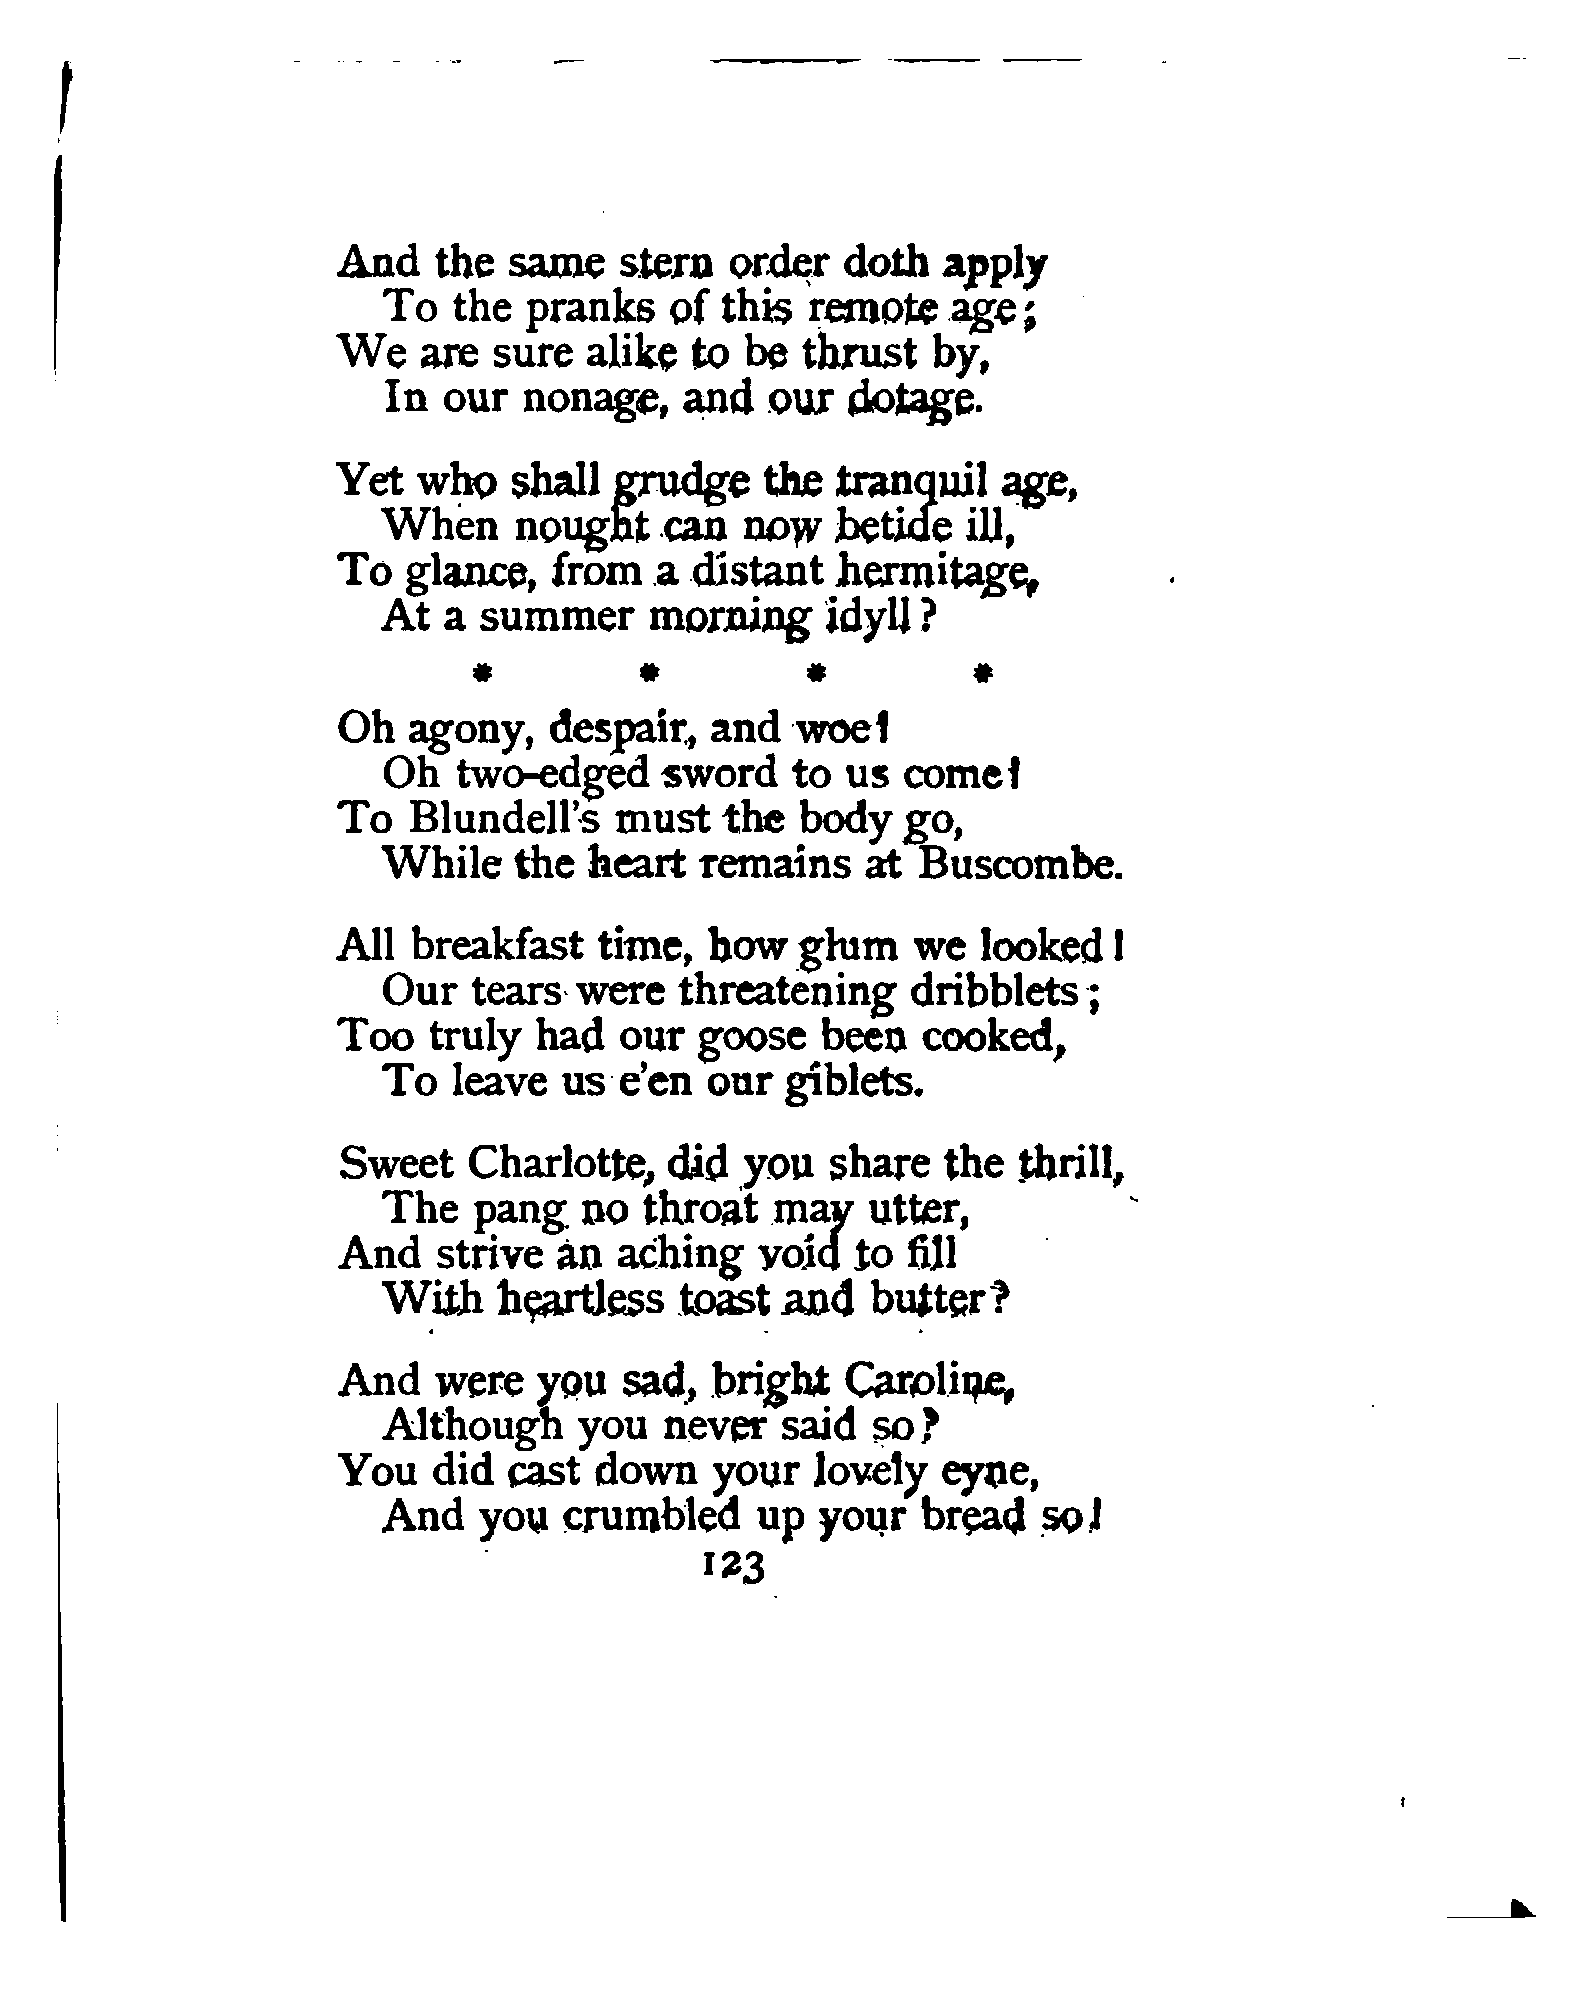 And the same stern order doth apply
To the pranks of this remote age;
We are sure alike to be thrust by,
In our nonage, and our dotage.
Yet who shall grudge the tranquil age,
When nought can now betide ill,
To glance, from a distant hermitage,
At a summer morning idyll?
* * * *
Oh agony, despair, and woe!
Oh two-edged sword to us come!
To Blundell's must the body go,
While the heart remains at Buscombe.
All breakfast time, how glum we looked!
Our tears were threatening dribblets;
Too truly had our goose been cooked,
To leave us e'en our giblets.
Sweet Charlotte, did you share the thrill,
The pang no throat may utter,
And strive an aching void to fill
With heartless toast and butter?
And were you sad, bright Caroline,
Although you never said so?
You did cast down your lovely eyne,
And you crumbled up your bread so!
123